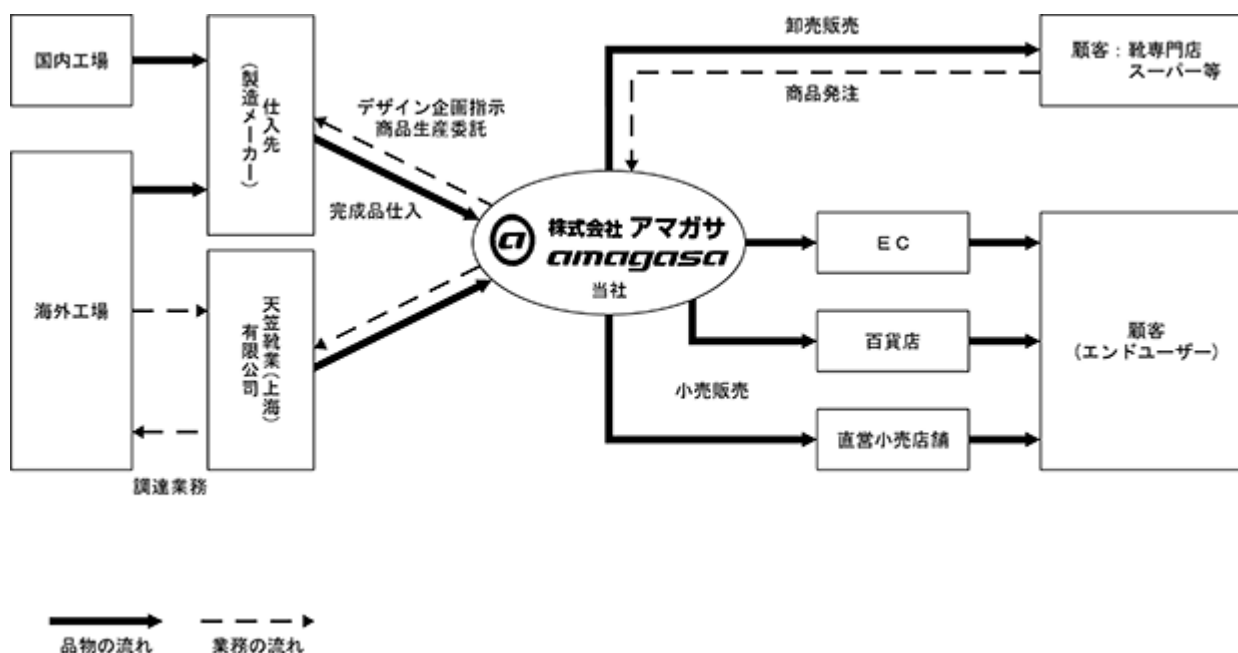 国内工場
海外工場
仕入先
(製造メーカー)
天笠靴業(上海)
有限公司
調達業務
デザイン企画指示
商品生産委託
完成品仕入
a 株式会社 アマガサ
amagasa
当社
卸売販売
商品発注
顧客：靴専門店
スーパー等
EC
百貨店
小売販売
直営小売店舗
顧客
(エンドユーザー)
品物の流れ
業務の流れ